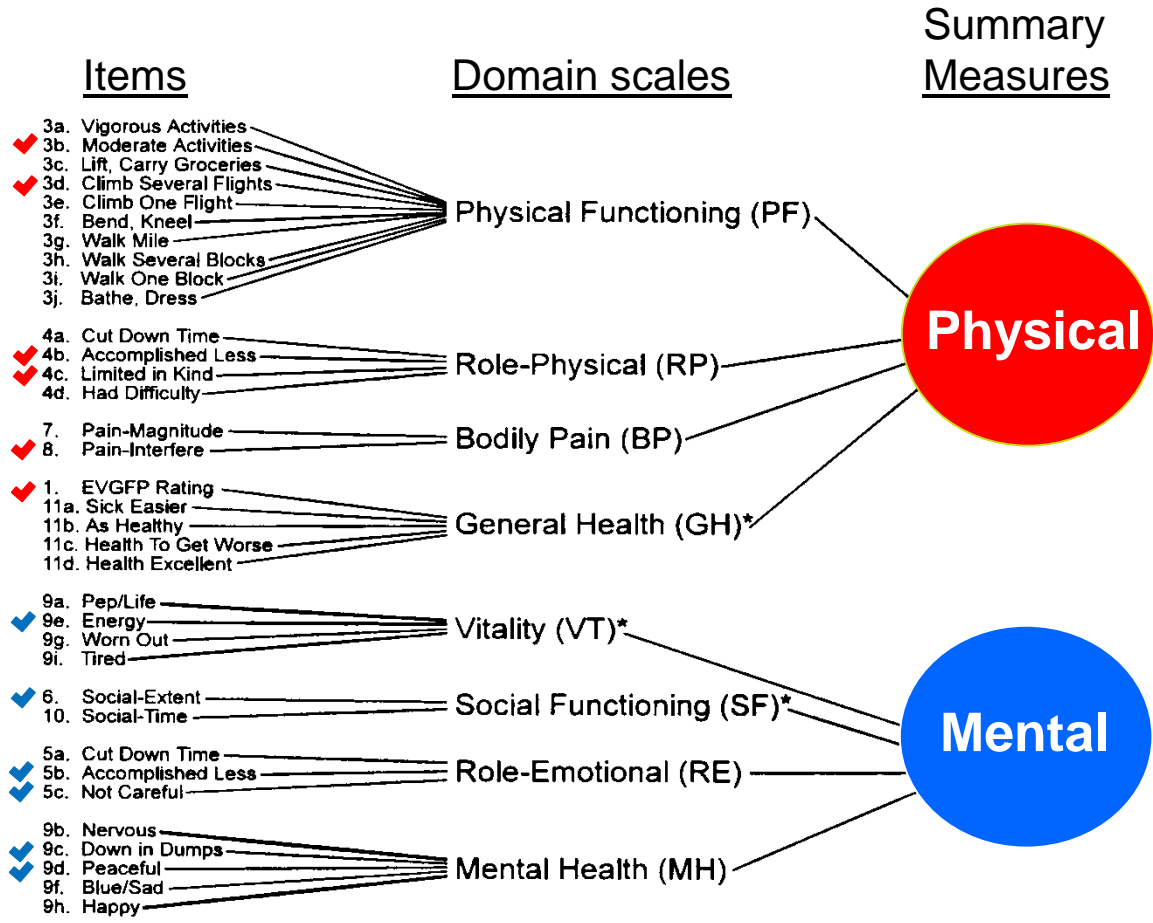 Summary
Measures
Items
Domain scales
3a. Vigorous Activities
3b. Moderate Activities
3c. Lift, Carry Groceries
3d. Climb Several Flights
3e. Climb One Flight
3f. Bend, Kneel
3g. Walk Mile
3h. Walk Several Blocks
3i. Walk One Block
3j. Bathe, Dress
Physical Functioning (PF)
4a. Cut Down Time
4b. Accomplished Less
4c. Limited in Kind
4d. Had Difficulty
Role-Physical (RP)
7. Pain-Magnitude
8. Pain-Interfere
Bodily Pain (BP)
1. EVGFP Rating
11a. Sick Easier
11b. As Healthy
11c. Health To Get Worse
11d. Health Excellent
General Health (GH)*
Physical
9a. Pep/Life
9e. Energy
9g. Worn Out
9i. Tired
Vitality (VT)*
6. Social-Extent
10. Social-Time
Social Functioning (SF)*
5a. Cut Down Time
5b. Accomplished Less
5c. Not Careful
Role-Emotional (RE)
9b. Nervous
9c. Down in Dumps
9d. Peaceful
9f. Blue/Sad
9h. Happy
Mental Health (MH)
Mental